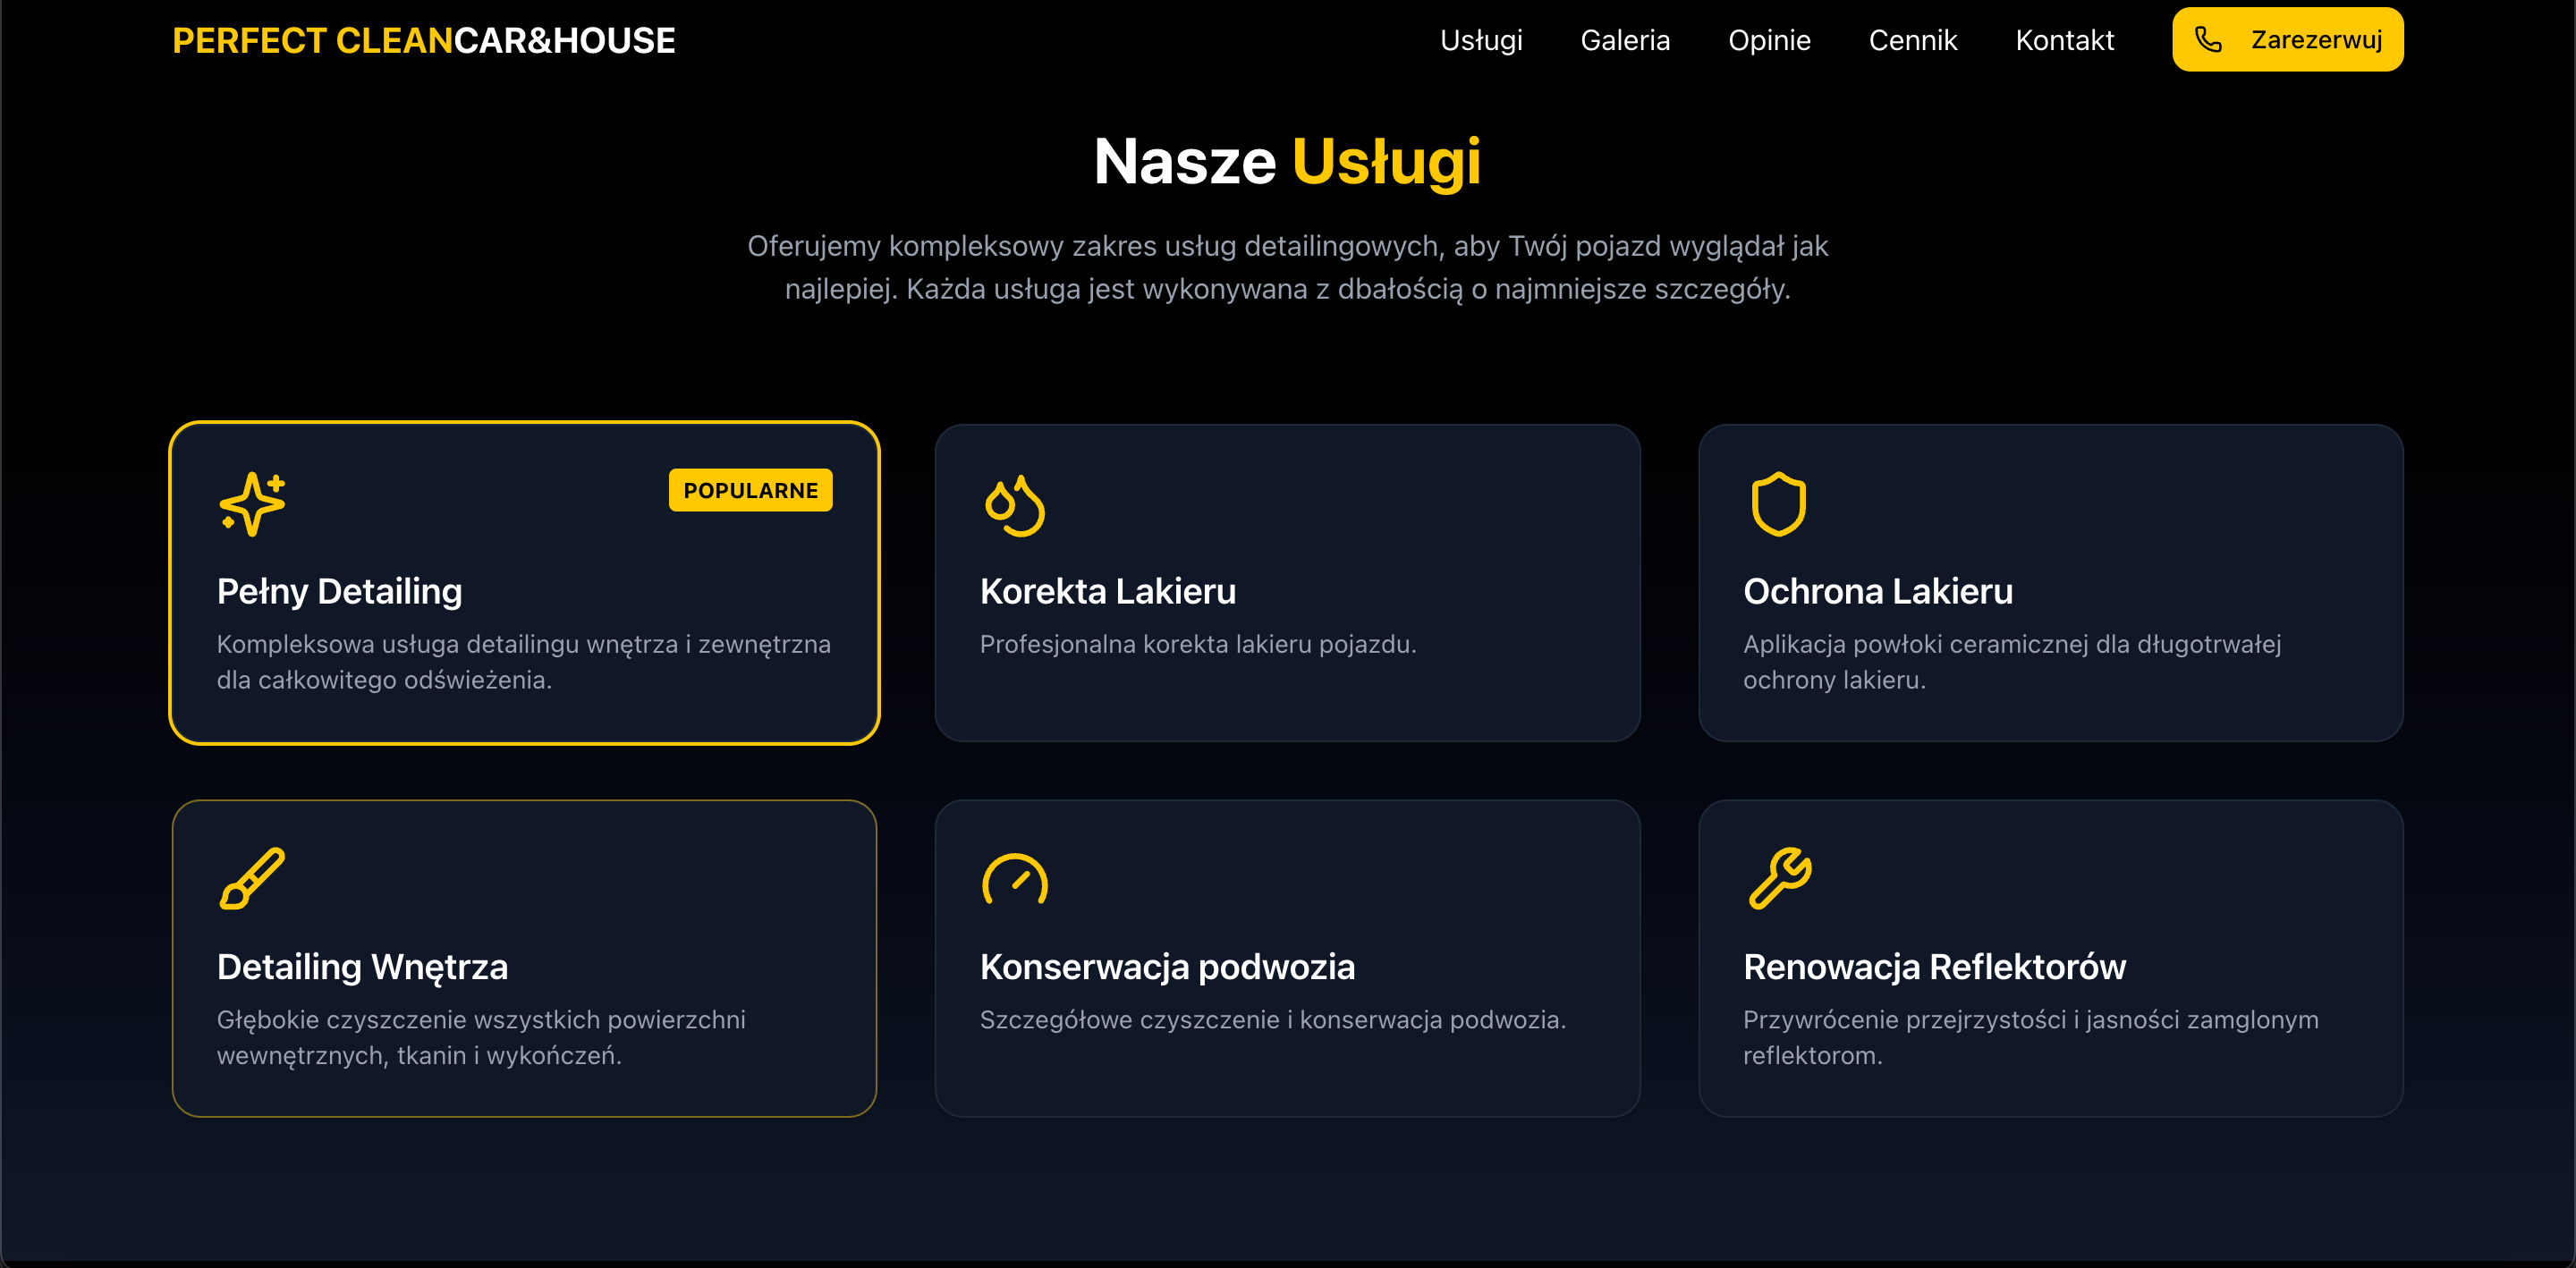 PERFECT CLEANCAR&HOUSE
Usługi
Galeria
Opinie
Cennik
Kontakt
Zarezerwuj
Nasze Usługi
Oferujemy kompleksowy zakres usług detailingowych, aby Twój pojazd wyglądał jak
najlepiej. Każda usługa jest wykonywana z dbałością o najmniejsze szczegóły.
POPULARNE
Pełny Detailing
Kompleksowa usługa detailingu wnętrza i zewnętrzna
dla całkowitego odświeżenia.
Korekta Lakieru
Profesjonalna korekta lakieru pojazdu.
Ochrona Lakieru
Aplikacja powłoki ceramicznej dla długotrwałej
ochrony lakieru.
Detailing Wnętrza
Głębokie czyszczenie wszystkich powierzchni
wewnętrznych, tkanin i wykończeń.
Konserwacja podwozia
Szczegółowe czyszczenie i konserwacja podwozia.
Renowacja Reflektorów
Przywrócenie przejrzystości i jasności zamglonym
reflektorom.